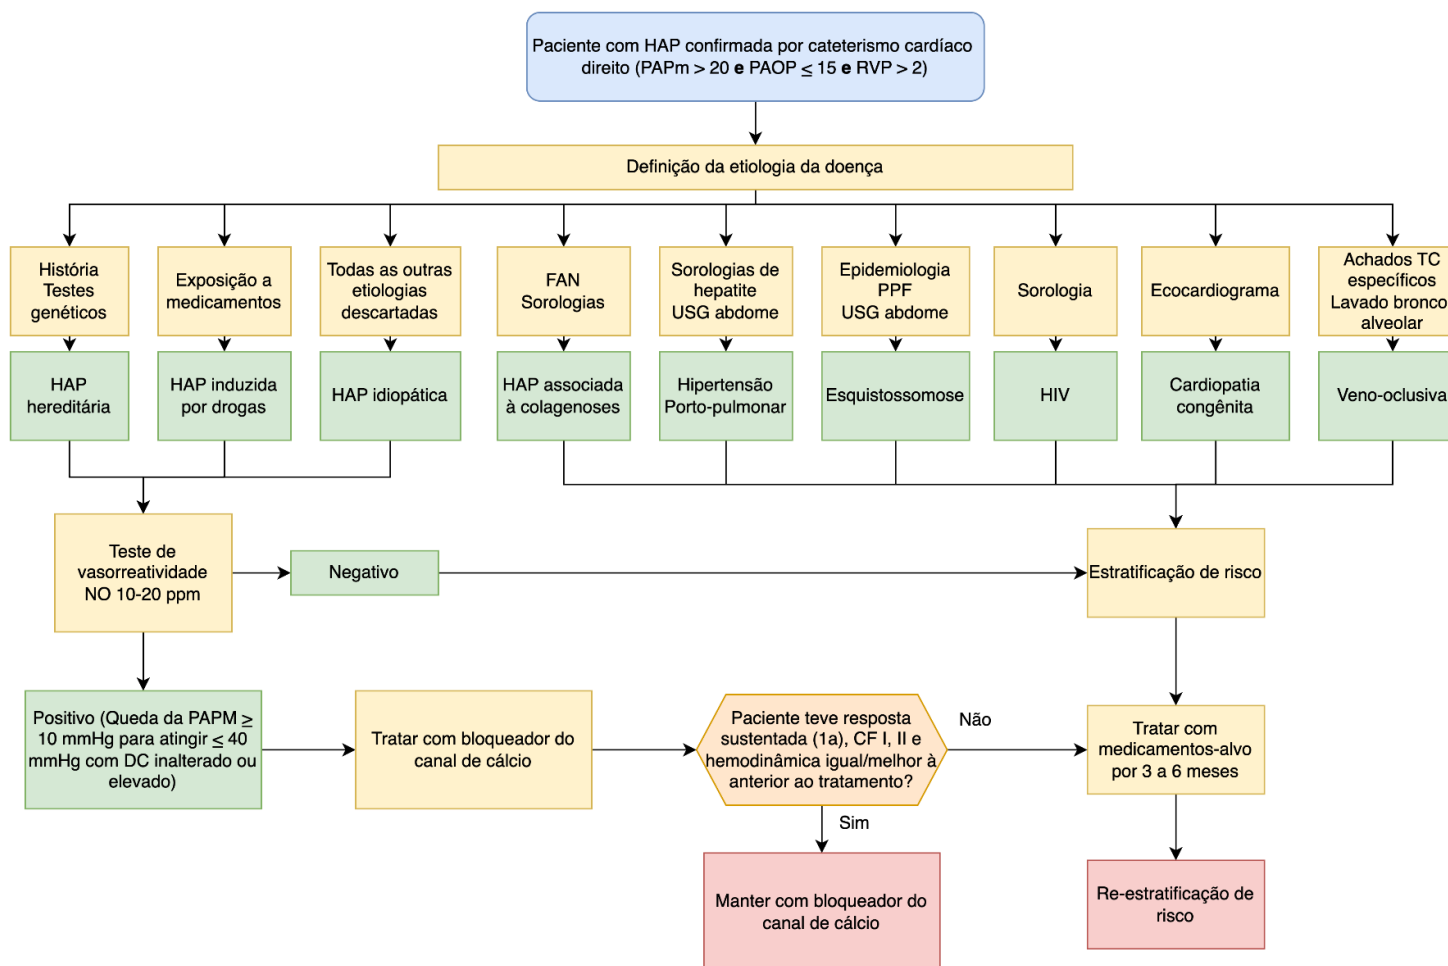 Paciente com HAP confirmada por cateterismo cardíaco
direito (PAPm > 20 e PAOP ≤ 15 e RVP > 2)
Definição da etiologia da doença
História
Testes
genéticos
Exposição a
medicamentos
Todas as outras
etiologias
descartadas
FAN
Sorologias
Sorologias de
hepatite
USG abdome
Epidemiologia
PPF
USG abdome
Sorologia
Ecocardiograma
Achados TC
específicos
Lavado bronco
alveolar
HAP
hereditária
HAP induzida
por drogas
HAP idiopática
HAP associada
à colagenoses
Hipertensão
Porto-pulmonar
Esquistossomose
HIV
Cardiopatia
congênita
Veno-oclusiva
Teste de
vasorreatividade
NO 10-20 ppm
Negativo
Estratificação de risco
Positivo (Queda da PAPM ≥
10 mmHg para atingir ≤ 40
mmHg com DC inalterado ou
elevado)
Tratar com bloqueador do
canal de cálcio
Paciente teve resposta
sustentada (1a), CF I, II e
hemodinâmica igual/melhor à
anterior ao tratamento?
Não
Tratar com
medicamentos-alvo
por 3 a 6 meses
Sim
Manter com bloqueador do
canal de cálcio
Re-estratificação de
risco